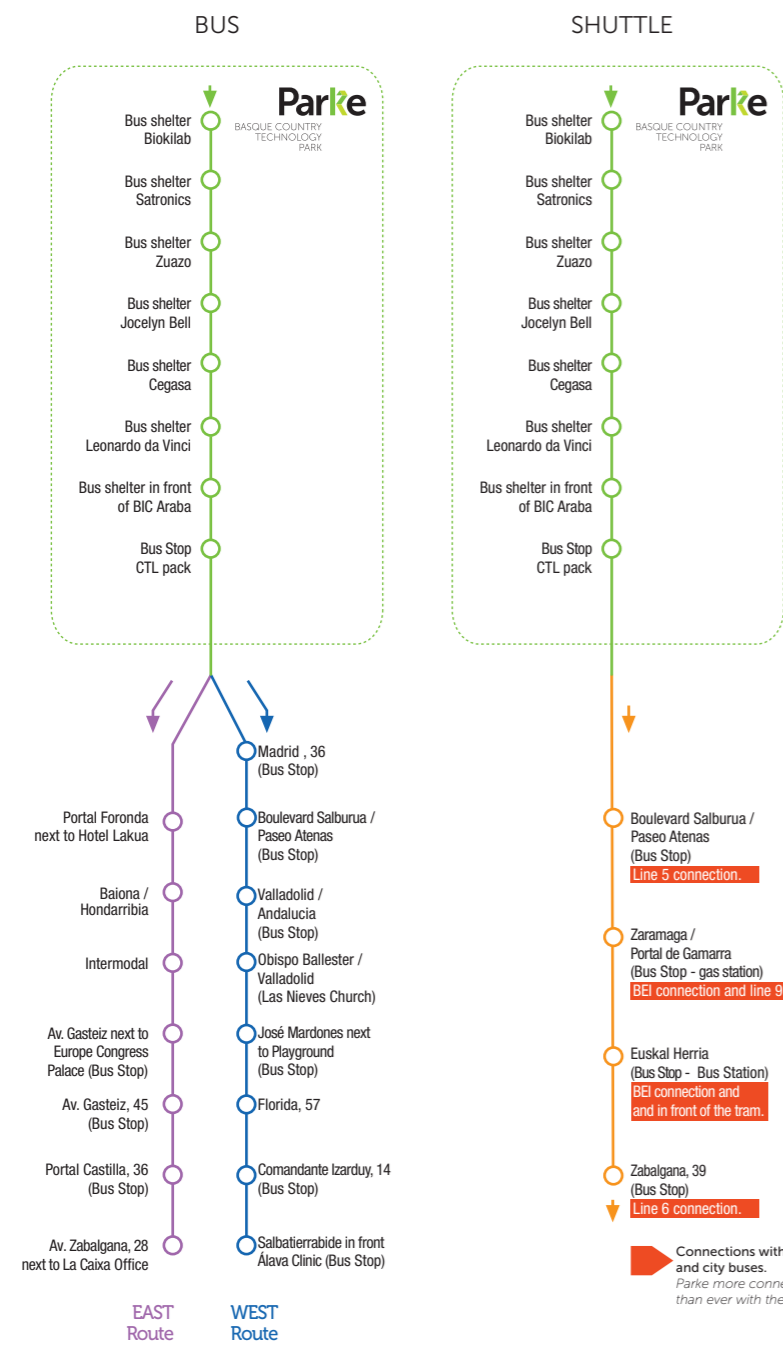 BUS
Parke
BASQUE COUNTRY
TECHNOLOGY
PARK
Bus shelter
Biokilab
Bus shelter
Satronics
Bus shelter
Zuazo
Bus shelter
Jocelyn Bell
Bus shelter
Cegasa
Bus shelter
Leonardo da Vinci
Bus shelter in front
of BIC Araba
Bus Stop
CTL pack
Portal Foronda
next to Hotel Lakua
Baiona /
Hondarribia
Intermodal
Av. Gasteiz next to
Europe Congress
Palace (Bus Stop)
Av. Gasteiz, 45
(Bus Stop)
Portal Castilla, 36
(Bus Stop)
Av. Zabalgana, 28
next to La Caixa Office
EAST
Route
Madrid , 36
(Bus Stop)
Boulevard Salburua /
Paseo Atenas
(Bus Stop)
Valladolid /
Andalucia
(Bus Stop)
Obispo Ballester /
Valladolid
(Las Nieves Church)
José Mardones next
to Playground
(Bus Stop)
Florida, 57
Comandante Izarduy, 14
(Bus Stop)
Salbatierrabide in front
Álava Clinic (Bus Stop)
WEST
Route
SHUTTLE
Parke
BASQUE COUNTRY
TECHNOLOGY
PARK
Bus shelter
Biokilab
Bus shelter
Satronics
Bus shelter
Zuazo
Bus shelter
Jocelyn Bell
Bus shelter
Cegasa
Bus shelter
Leonardo da Vinci
Bus shelter in front
of BIC Araba
Bus Stop
CTL pack
Boulevard Salburua /
Paseo Atenas
(Bus Stop)
Line 5 connection.
Zaramaga /
Portal de Gamarra
(Bus Stop - gas station)
BEI connection and line 9
Euskal Herria
(Bus Stop - Bus Station)
BEI connection and
and in front of the tram.
Zabalgana, 39
(Bus Stop)
Line 6 connection.
Connections with
and city buses.
Parke more conne
than ever with the